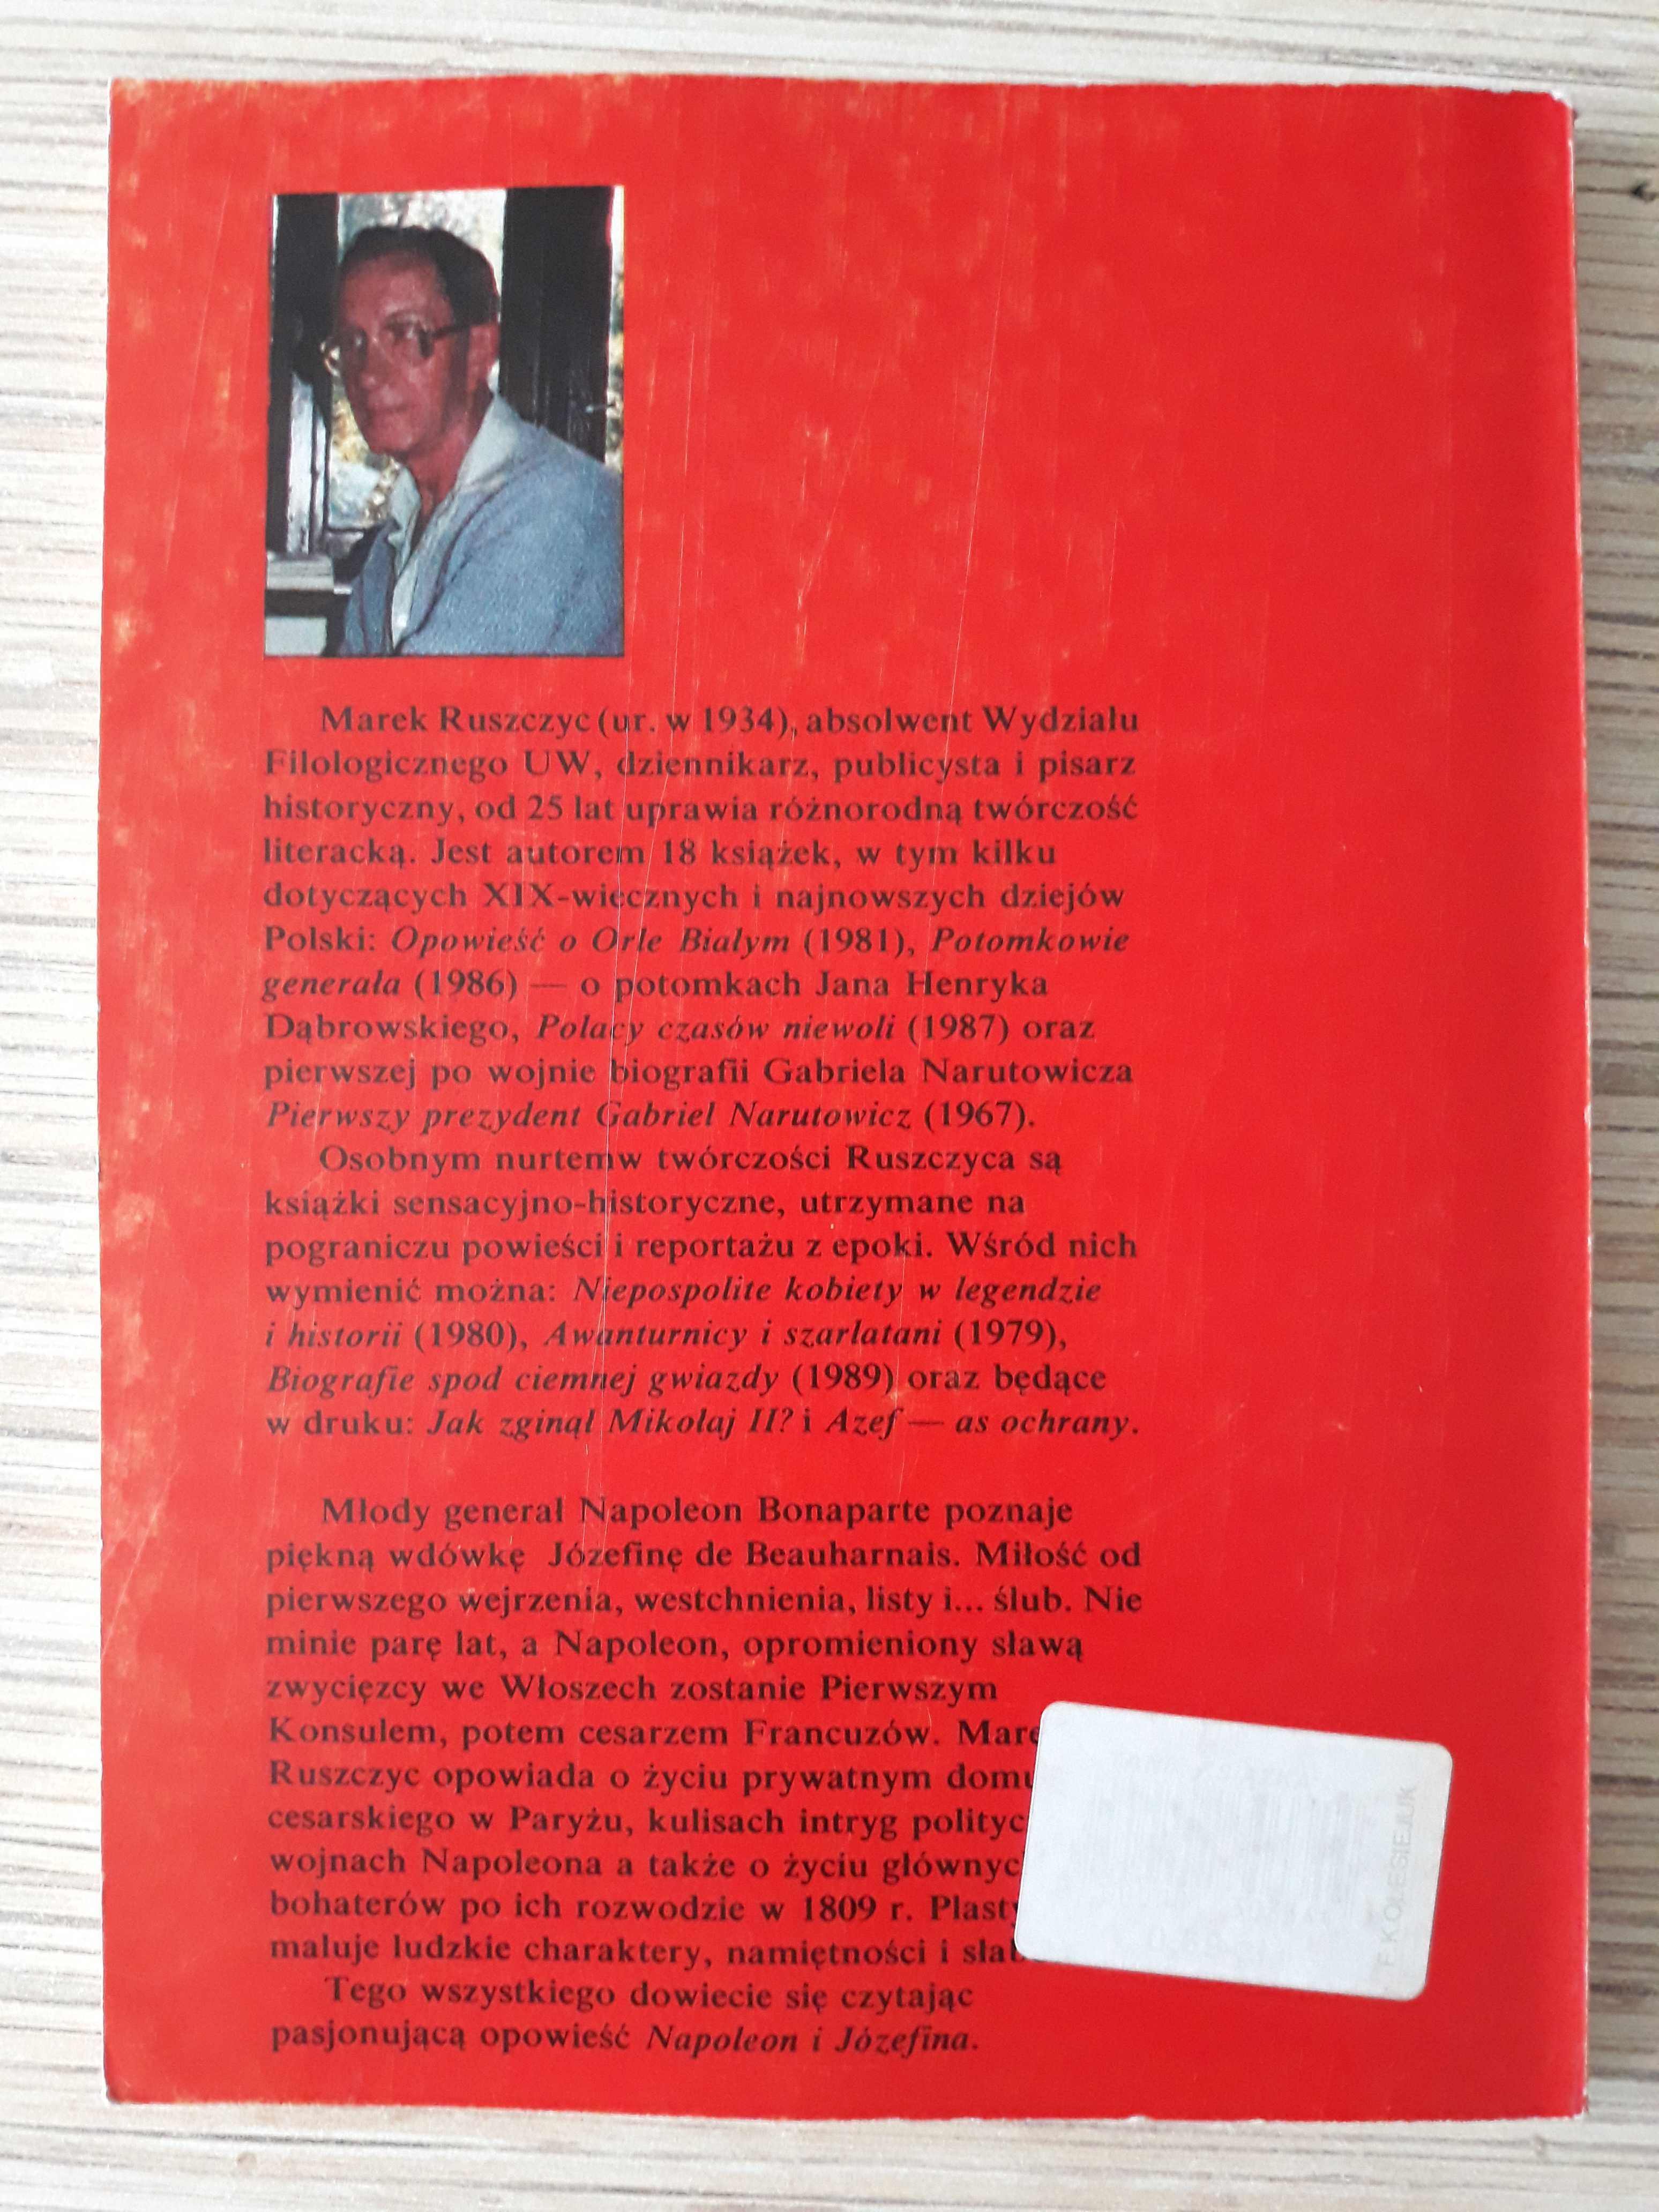 Marek Ruszczyc (ur. w 1934), absolwent Wydziału
Filologicznego UW, dziennikarz, publicysta i pisarz
historyczny, od 25 lat uprawia różnorodną twórczość
literacką. Jest autorem 18 książek, w tym kilku
dotyczących XIX-wiecznych i najnowszych dziejów
Polski: Opowieść o Orle Białym (1981), Potomkowie
generała (1986) — o potomkach Jana Henryka
Dąbrowskiego, Polacy czasów niewoli (1987) oraz
pierwszej po wojnie biografii Gabriela Narutowicza
Pierwszy prezydent Gabriel Narutowicz (1967).
Osobnym nurtemw twórczości Ruszczyca są
książki sensacyjno-historyczne, utrzymane na
pograniczu powieści i reportażu z epoki. Wśród nich
wymienić można: Niepospolite kobiety w legendzie
i historii (1980), Awanturnicy i szarlatani (1979),
Biografie spod ciemnej gwiazdy (1989) oraz będące
w druku: Jak zginął Mikołaj II? i Azef — as ochrany.
Młody generał Napoleon Bonaparte poznaje
piękną wdówkę Józefinę de Beauharnais. Miłość od
pierwszego wejrzenia, westchnienia, listy i... ślub. Nie
minie parę lat, a Napoleon, opromieniony sławą
zwycięzcy we Włoszech zostanie Pierwszym
Konsulem, potem cesarzem Francuzów.
Ruszczyc opowiada o życiu prywatnym
cesarskiego w Paryżu, kulisach intryg
wojnach Napoleona a także o życiu
bohaterów po ich rozwodzie w 1809 r.
maluje ludzkie charaktery, namiętności i
Tego wszystkiego dowiecie się czytając
pasjonującą opowieść Napoleon i Józefina.